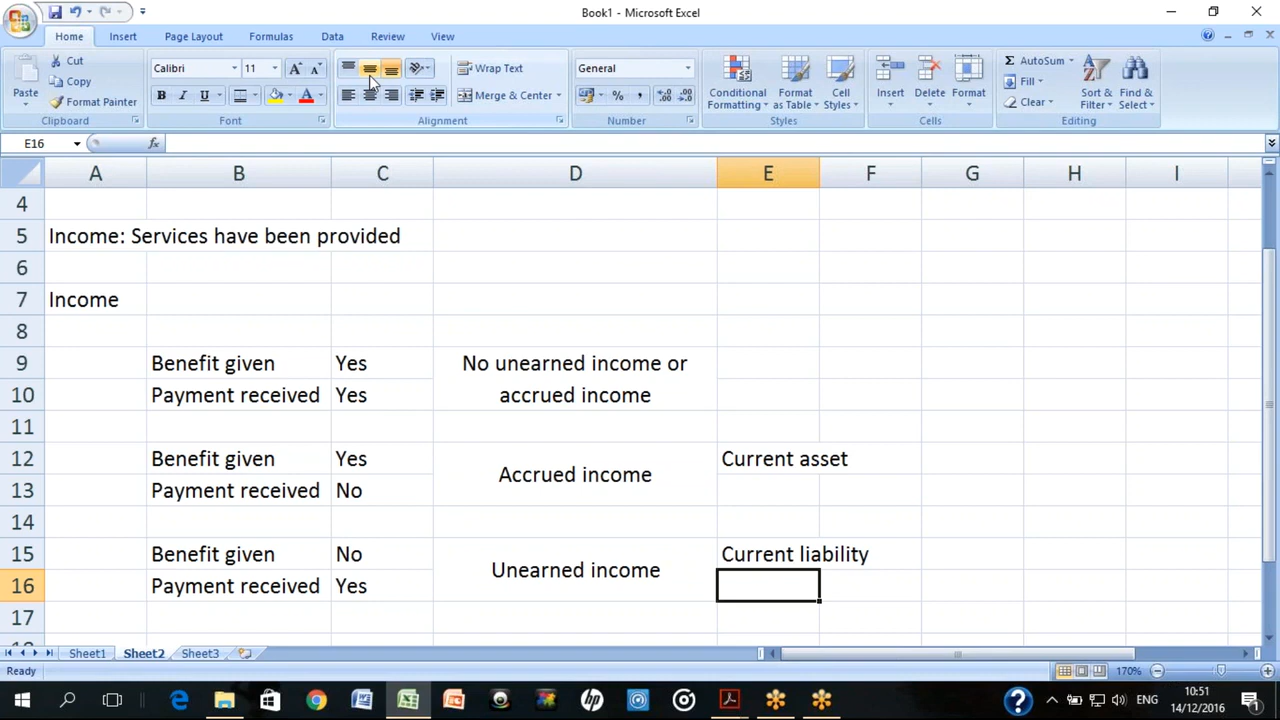 Book1 - Microsoft Excel
Home Insert Page Layout Formulas Data Review View
Paste
Cut
Copy
Format Painter
Clipboard
Calibri 11 A A
B I U A
Font
Wrap Text
Merge & Center
Alignment
General
% , .0 .00 .00 .0
Number
Conditional Formatting
Format as Table
Cell Styles
Styles
Insert Delete Format
Cells
Σ AutoSum
Fill
Clear
Sort & Filter
Find & Select
Editing
E16 fx
A B C D E F G H I
4
5 Income: Services have been provided
6
7 Income
8
9 Benefit given Yes No unearned income or
10 Payment received Yes accrued income
11
12 Benefit given Yes Current asset
Accrued income
13 Payment received No
14
15 Benefit given No Current liability
Unearned income
16 Payment received Yes
17
Sheet1 Sheet2 Sheet3
Ready 170%
ENG 10:51
14/12/2016